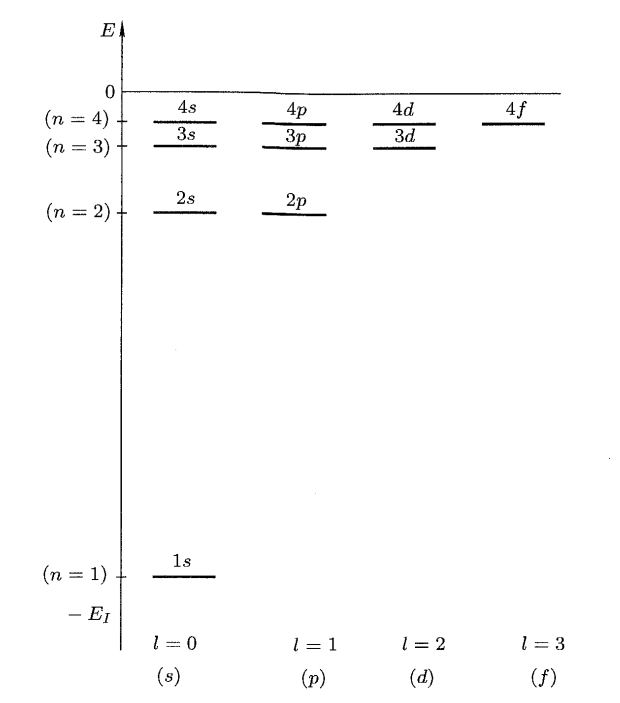 E
0
4s 4p 4d 4f
(n = 4)
3s 3p 3d
(n = 3)
2s 2p
(n = 2)
1s
(n = 1)
− E_I
l = 0 l = 1 l = 2 l = 3
(s) (p) (d) (f)